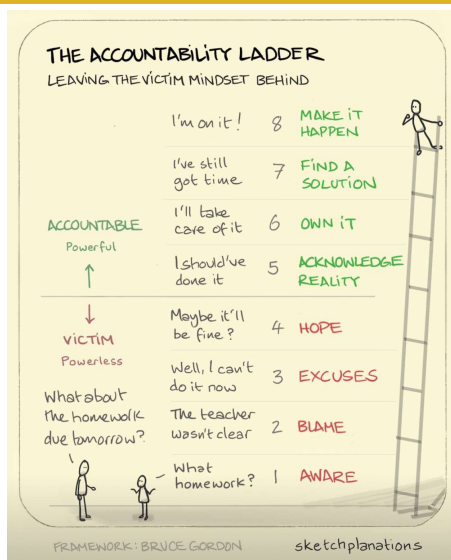 THE ACCOUNTABILITY LADDER
LEAVING THE VICTIM MINDSET BEHIND
I'm on it!
8
MAKE IT
HAPPEN
I've still
got time
7
FIND A
SOLUTION
I'll take
care of it
6
OWN IT
I should've
done it
5
ACKNOWLEDGE
REALITY
Maybe it'll
be fine?
4
HOPE
Well, I can't
do it now
3
EXCUSES
The teacher
wasn't clear
2
BLAME
What
homework?
1
AWARE
ACCOUNTABLE
Powerful
VICTIM
Powerless
What about
the homework
due tomorrow?
FRAMEWORK: BRUCE GORDON
sketchplanations